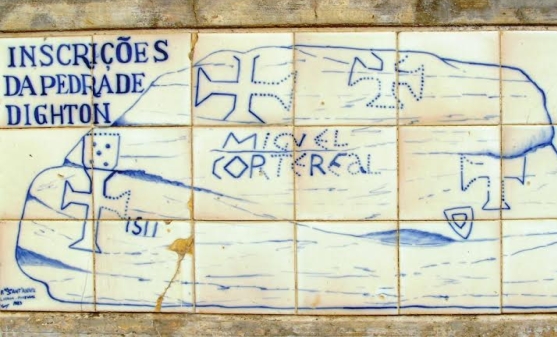 INSCRIÇÕES
DA PEDRA DE
DIGHTON
MIGVEL
CORTEREAL
1511